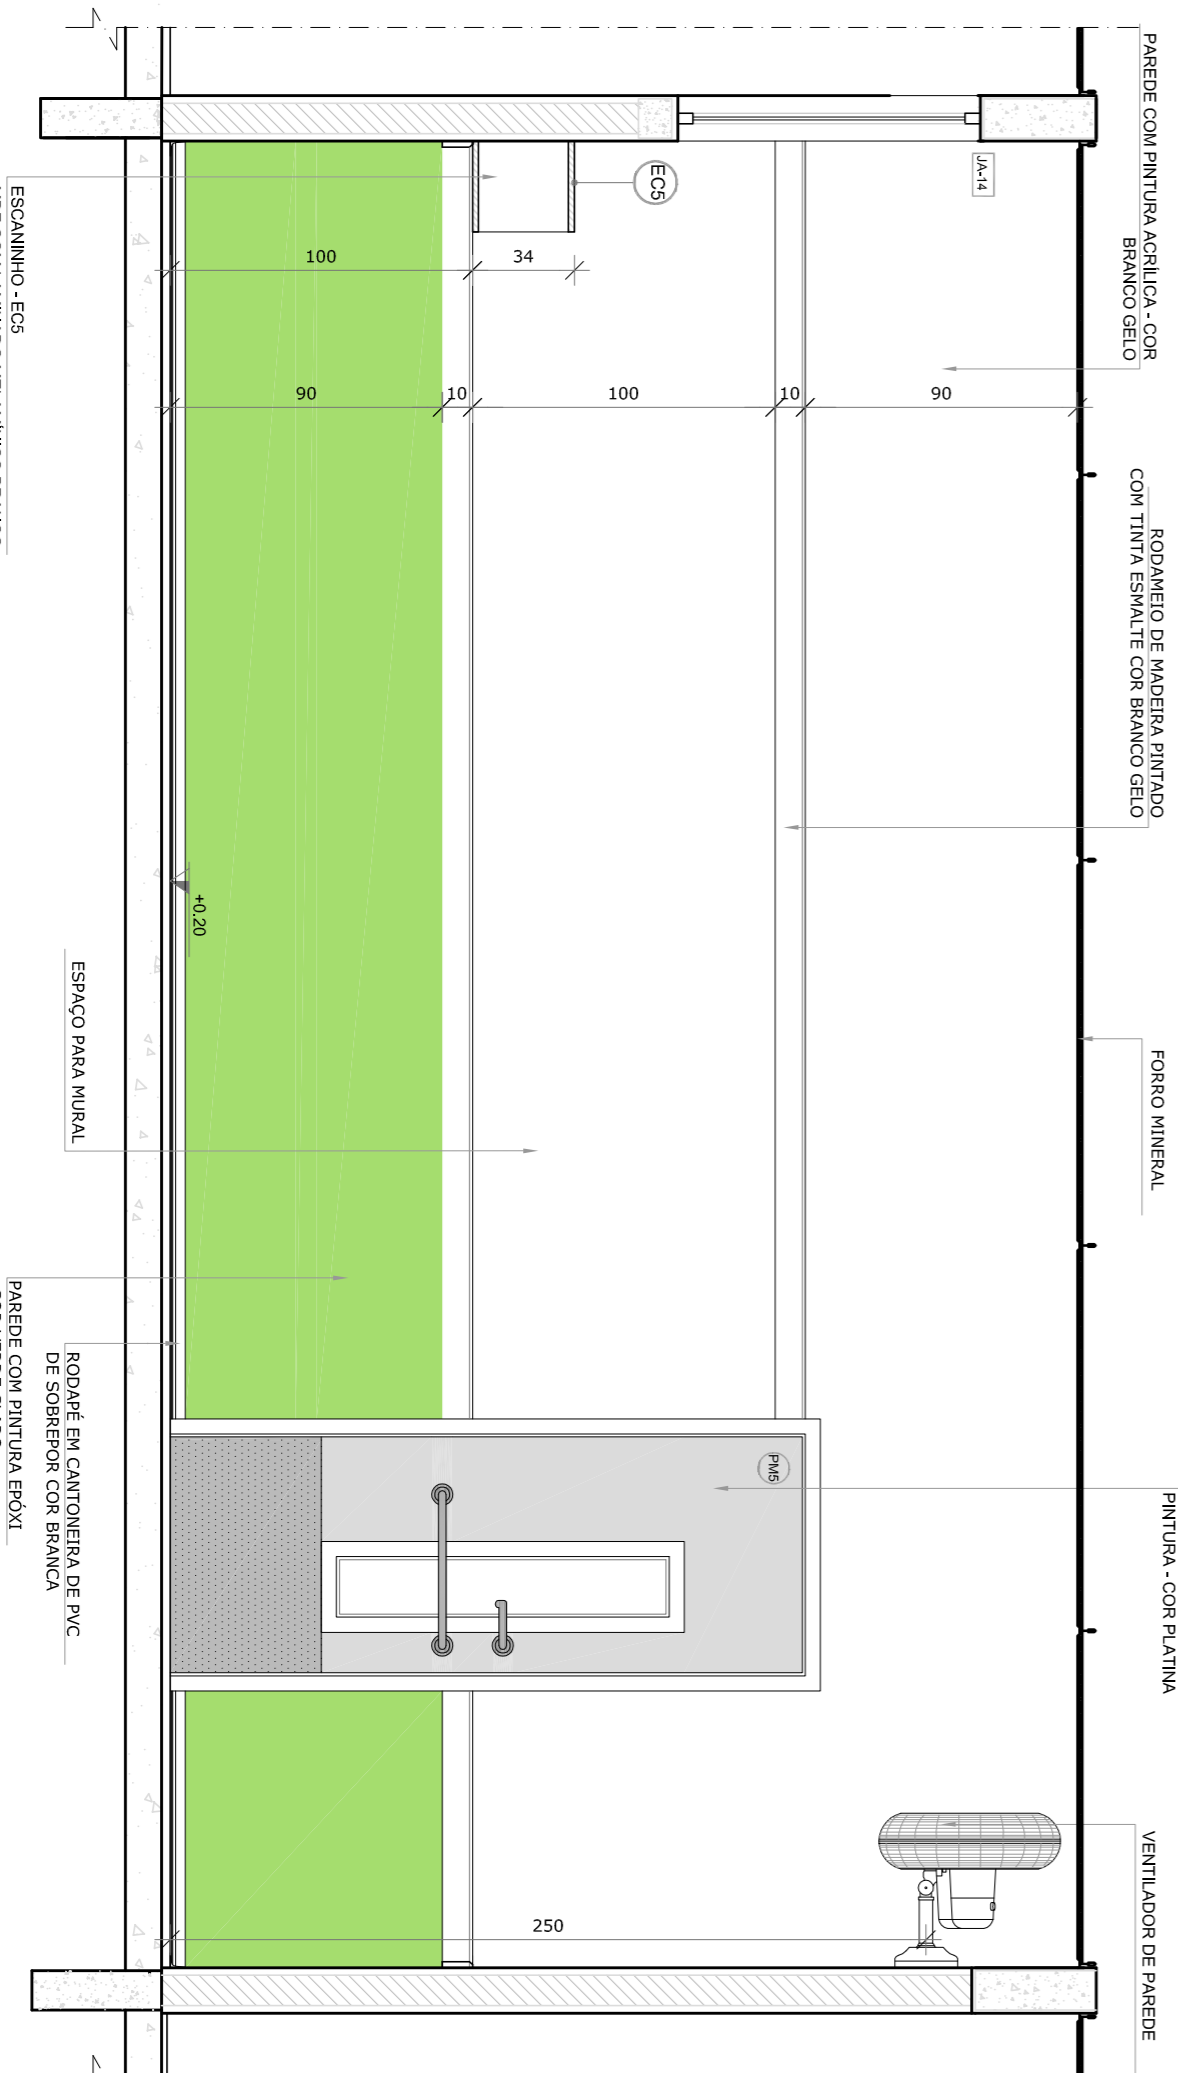 PAREDE COM PINTURA ACRÍLICA - COR
BRANCO GELO
RODAMEIO DE MADEIRA PINTADO
COM TINTA ESMALTE COR BRANCO GELO
FORRO MINERAL
PINTURA - COR PLATINA
VENTILADOR DE PAREDE
JA-14
EC5
PM5
100
34
90
10
100
10
90
250
+0.20
ESCANINHO - EC5
ESPAÇO PARA MURAL
PAREDE COM PINTURA EPÓXI
RODAPÉ EM CANTONEIRA DE PVC
DE SOBREPOR COR BRANCA